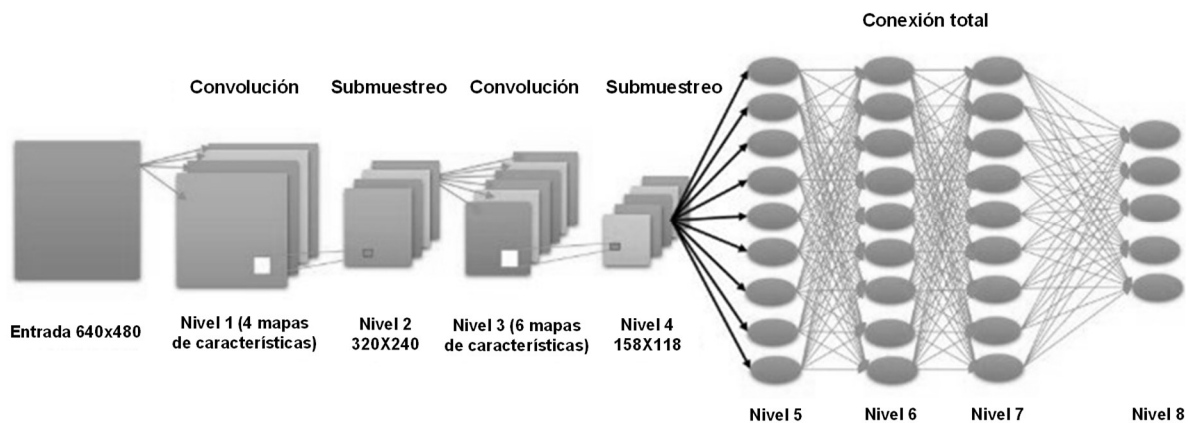 Conexión total
Convolución
Submuestreo
Convolución
Submuestreo
Entrada 640x480
Nivel 1 (4 mapas
de características)
Nivel 2
320X240
Nivel 3 (6 mapas
de características)
Nivel 4
158X118
Nivel 5
Nivel 6
Nivel 7
Nivel 8